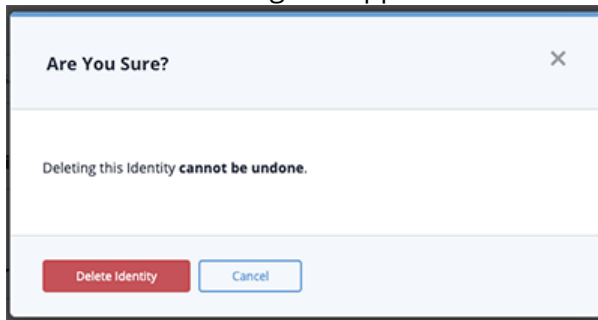 Are You Sure?
Deleting this Identity cannot be undone.
Delete Identity
Cancel